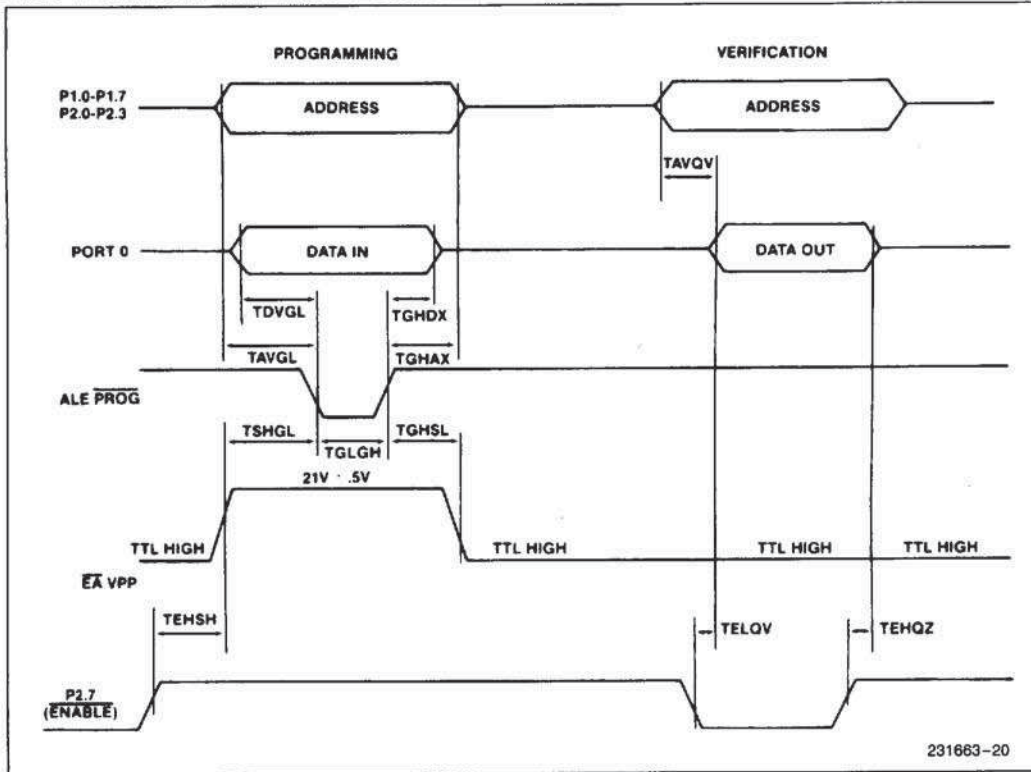 PROGRAMMING VERIFICATION
P1.0-P1.7
P2.0-P2.3
ADDRESS ADDRESS
TAVQV
PORT 0 DATA IN DATA OUT
TDVGL TGHDX
TAVGL TGHAX
ALE PROG
TSHGL TGLGH TGHSL
21V · .5V
TTL HIGH TTL HIGH TTL HIGH TTL HIGH
EA VPP
TEHSH TELQV TEHQZ
P2.7
(ENABLE)
231663-20